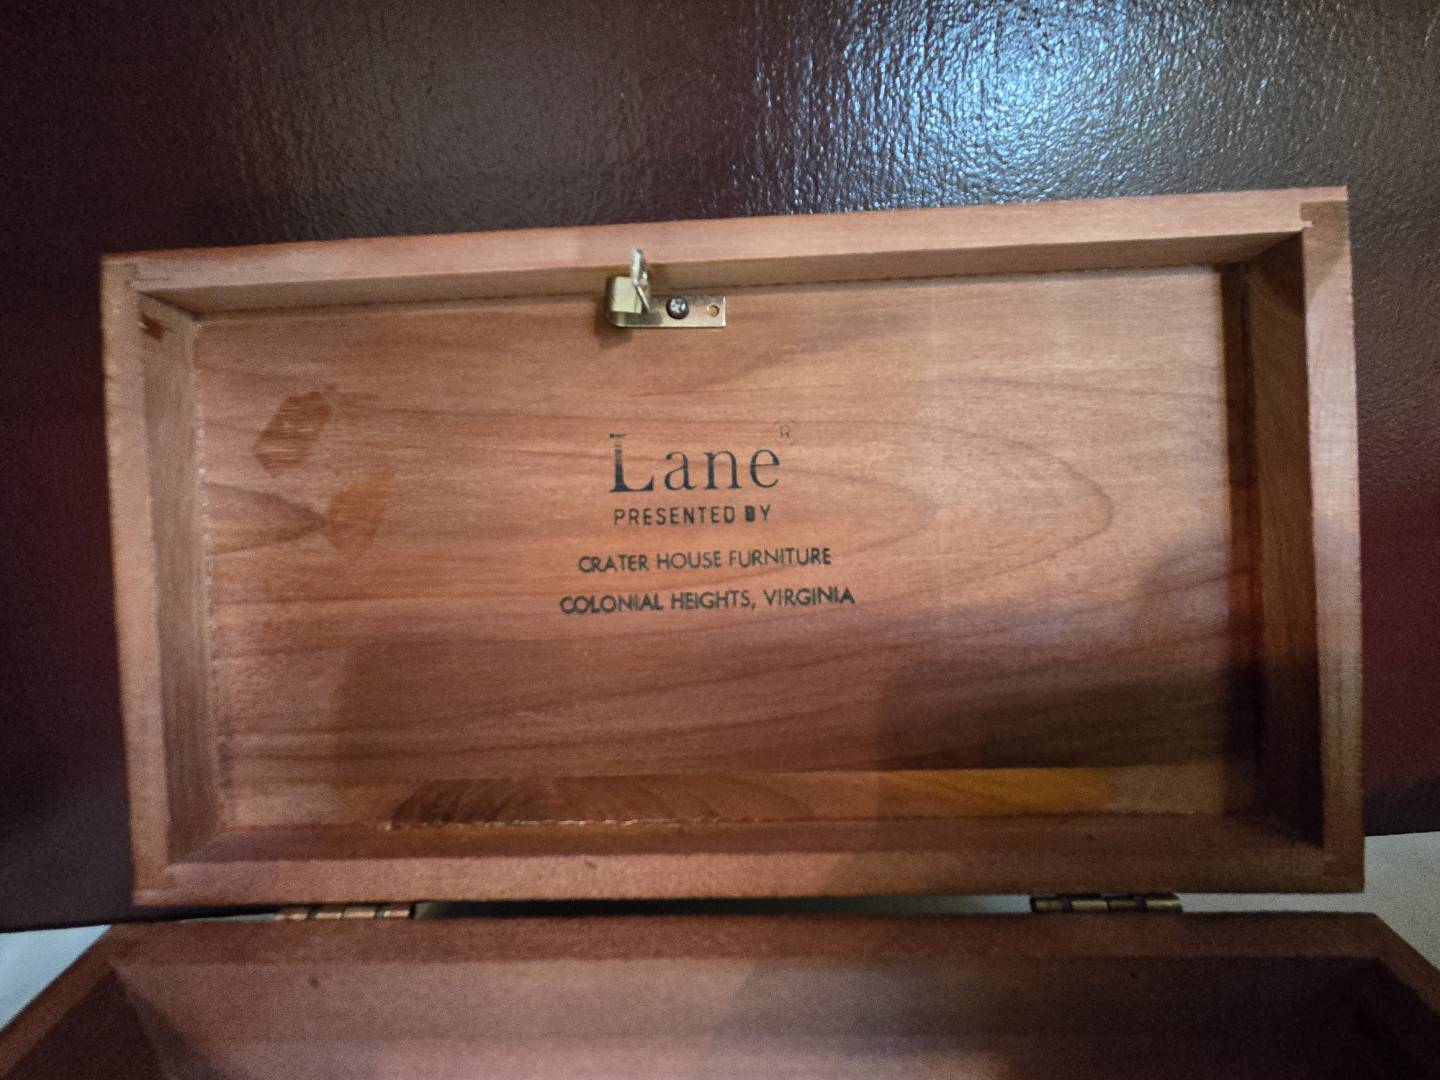 Lane®
PRESENTED BY
CRATER HOUSE FURNITURE
COLONIAL HEIGHTS, VIRGINIA